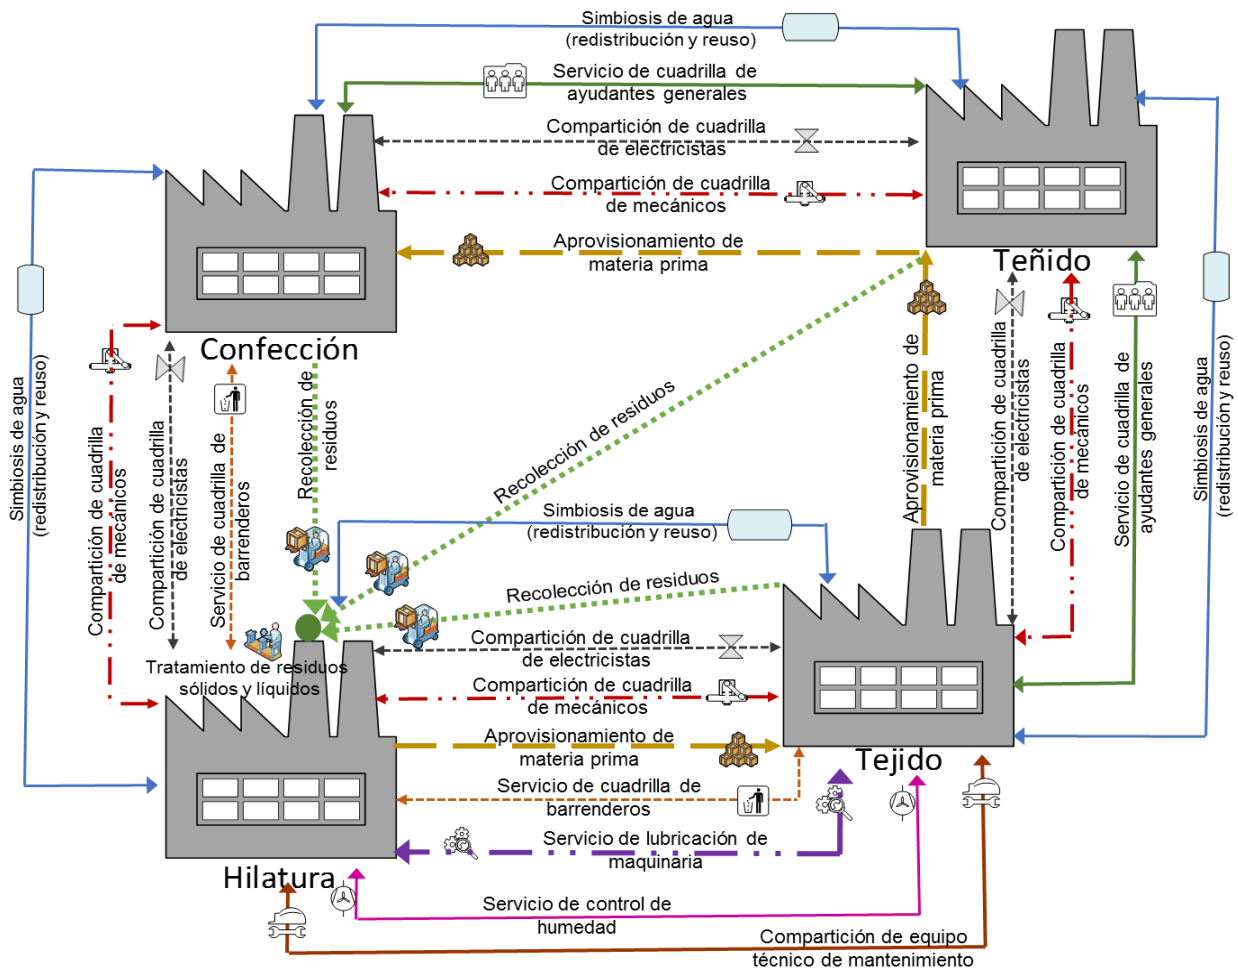 Simbiosis de agua
(redistribución y reuso)
Servicio de cuadrilla de
ayudantes generales
Compartición de cuadrilla
de electricistas
Compartición de cuadrilla
de mecánicos
Aprovisionamiento de
materia prima
Teñido
Confección
Simbiosis de agua
(redistribución y reuso)
Compartición de cuadrilla
de mecánicos
Compartición de cuadrilla
de electricistas
Servicio de cuadrilla de
barrenderos
Recolección de
residuos
Recolección de residuos
Aprovisionamiento de
materia prima
Compartición de cuadrilla
de electricistas
Compartición de cuadrilla
de mecánicos
Servicio de cuadrilla de
ayudantes generales
Simbiosis de agua
(redistribución y reuso)
Simbiosis de agua
(redistribución y reuso)
Recolección de residuos
Tratamiento de residuos
sólidos y líquidos
Compartición de cuadrilla
de electricistas
Compartición de cuadrilla
de mecánicos
Aprovisionamiento de
materia prima
Tejido
Servicio de cuadrilla de
barrenderos
Servicio de lubricación de
maquinaria
Hilatura
Servicio de control de
humedad
Compartición de equipo
técnico de mantenimiento